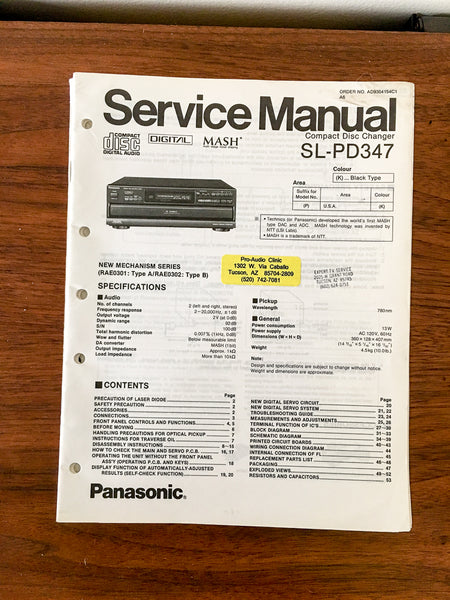 ORDER NO. AD9304154C1
A6
Service Manual
Compact Disc Changer
COMPACT
disc
DIGITAL AUDIO
DIGITAL
MASH*
SL-PD347
Colour
(K) ... Black Type
Area
Suffix for Model No.
Area
Colour
(P)
U.S.A.
(K)
* Technics (or Panasonic) developed the world's first MASH
type DAC and ADC. MASH technology was invented by
NTT (LSI Labs).
• MASH is a trademark of NTT.
Pro-Audio Clinic
1302 W. Via Caballo
Tucson, AZ 85704-2809
(520) 742-7081
EXPERT TV SERVICE
NEW MECHANISM SERIES
(RAE0301: Type A/RAE0302: Type B)
SPECIFICATIONS
■ Audio
No. of channels 2 (left and right, stereo)
Frequency response 2–20,000Hz, ±1dB
Output voltage 2V (at 0dB)
Dynamic range 92dB
S/N 100dB
Total harmonic distortion 0.007% (1kHz, 0dB)
Wow and flutter Below measurable limit
DA converter MASH (1bit)
Output impedance Approx. 1kΩ
Load impedance More than 10kΩ
■ Pickup
Wavelength 780nm
■ General
Power consumption 13W
Power supply AC 120V, 60Hz
Dimensions (W × D × H) 360 × 128 × 407 mm
Weight 4.5kg (10.0 lbs.)
Note:
Design and specifications are subject to change without notice.
Weight and dimensions are approximate.
■ CONTENTS
Page
PRECAUTION OF LASER DIODE 2
SAFETY PRECAUTION 2
ACCESSORIES 2
CONNECTIONS 3
FRONT PANEL CONTROLS AND FUNCTIONS 4, 5
BEFORE MOVING 6
HANDLING PRECAUTIONS FOR OPTICAL PICKUP 7
INSTRUCTIONS FOR TRAVERSE OIL 7
DISASSEMBLY INSTRUCTIONS 8–16
HOW TO CHECK THE MAIN AND SERVO P.C.B. 16, 17
OPERATING THE UNIT WITHOUT THE FRONT PANEL
ASS'Y (OPERATING P.C.B. AND KEYS) 18
DISPLAY FUNCTION OF AUTOMATICALLY-ADJUSTED
RESULTS (SELF-CHECK FUNCTION) 19, 20
Page
NEW DIGITAL SERVO CIRCUIT 20
NEW DIGITAL SERVO SYSTEM 21, 22
TROUBLESHOOTING 23, 24
MEASUREMENTS AND ADJUSTMENTS 25, 26
TERMINAL FUNCTION OF IC'S 27–30
BLOCK DIAGRAM 31–33
SCHEMATIC DIAGRAM 34–39
PRINTED CIRCUIT BOARDS 40–43
WIRING CONNECTION DIAGRAM 44
INTERNAL CONNECTION OF FL 45
REPLACEMENT PARTS LIST 46–48
PACKAGING 48
EXPLODED VIEWS 49–52
RESISTORS AND CAPACITORS 53
Panasonic.